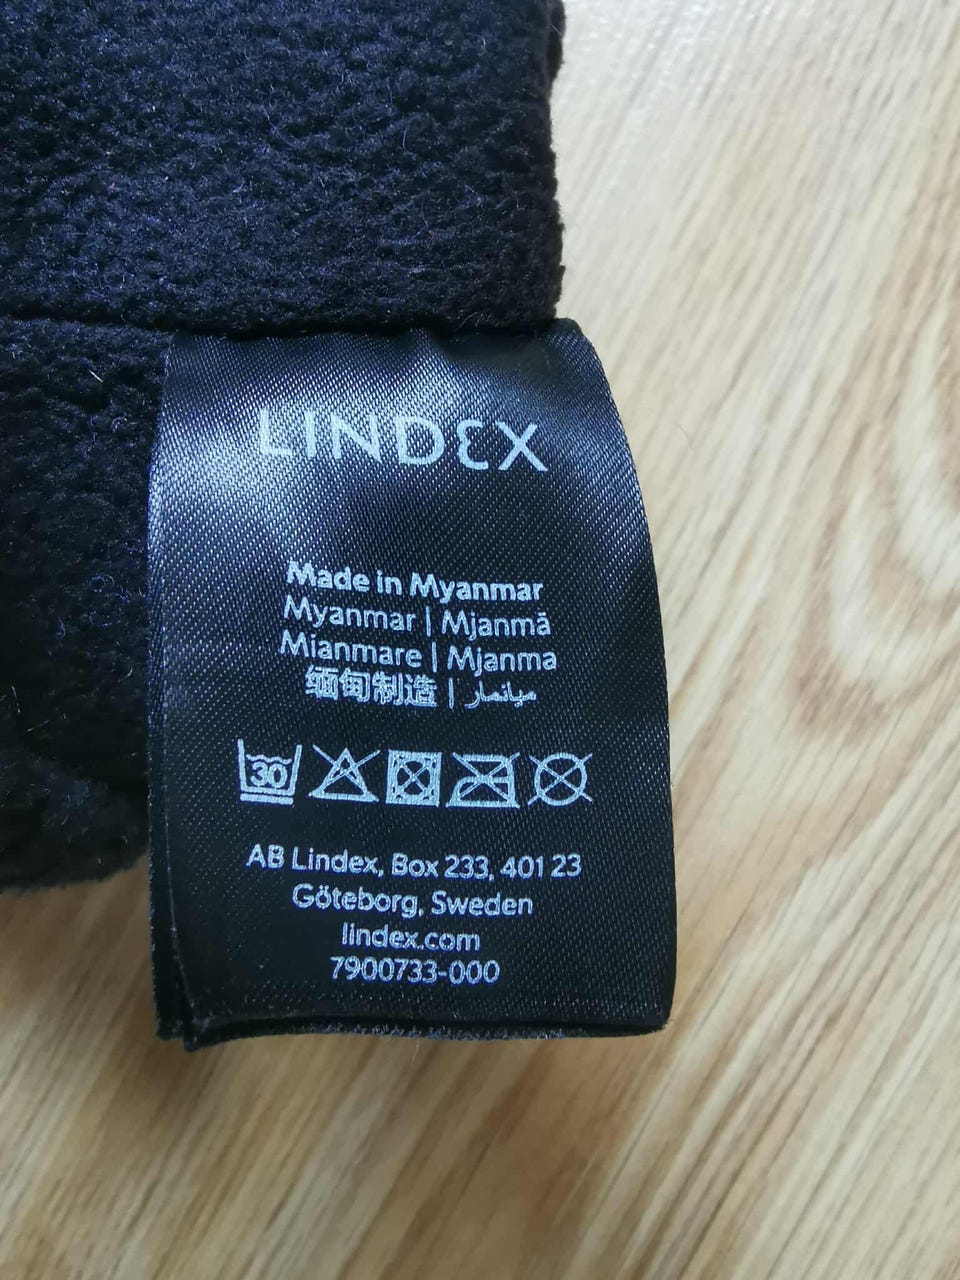 LINDEX
Made in Myanmar
Myanmar | Mjanmā
Mianmare | Mjanma
缅甸制造 | ميانمار
30
AB Lindex, Box 233, 401 23
Göteborg, Sweden
lindex.com
7900733-000